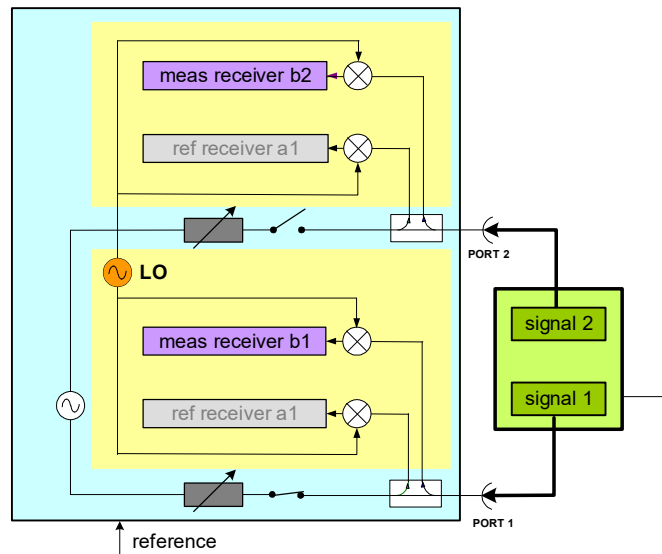 meas receiver b2
ref receiver a1
PORT 2
LO
signal 2
meas receiver b1
signal 1
ref receiver a1
PORT 1
reference